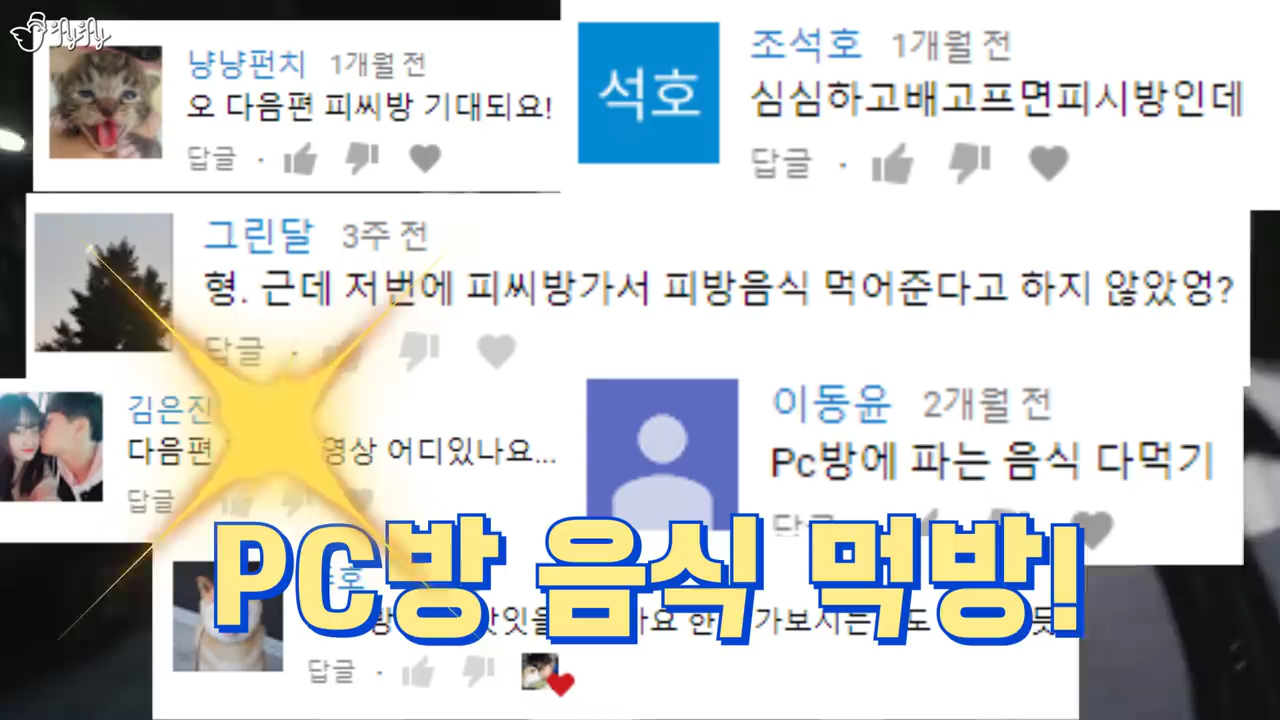 냥냥펀치 1개월 전
오 다음편 피씨방 기대되요!
답글
석호
조석호 1개월 전
심심하고배고프면피시방인데
답글
그린달 3주 전
형. 근데 저번에 피씨방가서 피방음식 먹어준다고 하지 않았엉?
답글
김은진
다음편 영상 어디있나요...
답글
이동윤 2개월 전
Pc방에 파는 음식 다먹기
답글
PC방 음식 먹방!
답글